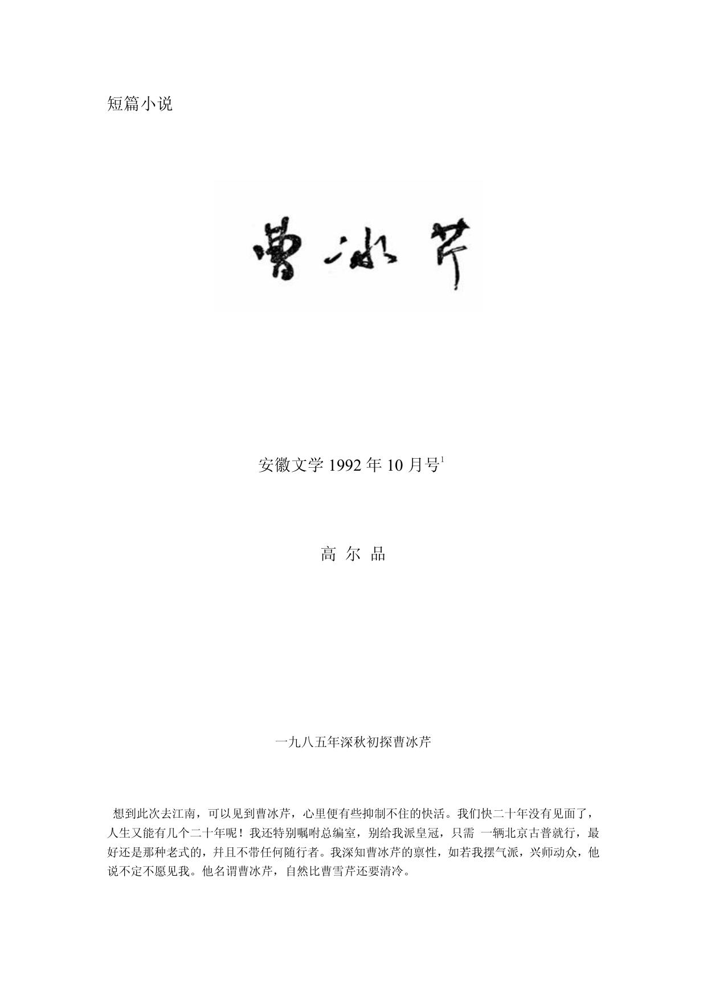 短篇小说
曹冰芹
安徽文学 1992 年 10 月号1
高 尔 品
一九八五年深秋初探曹冰芹
想到此次去江南，可以见到曹冰芹，心里便有些抑制不住的快活。我们快二十年没有见面了，
人生又能有几个二十年呢！我还特别嘱咐总编室，别给我派皇冠，只需 一辆北京古普就行，最
好还是那种老式的，幷且不带任何随行者。我深知曹冰芹的禀性，如若我摆气派，兴师动众，他
说不定不愿见我。他名谓曹冰芹，自然比曹雪芹还要清冷。